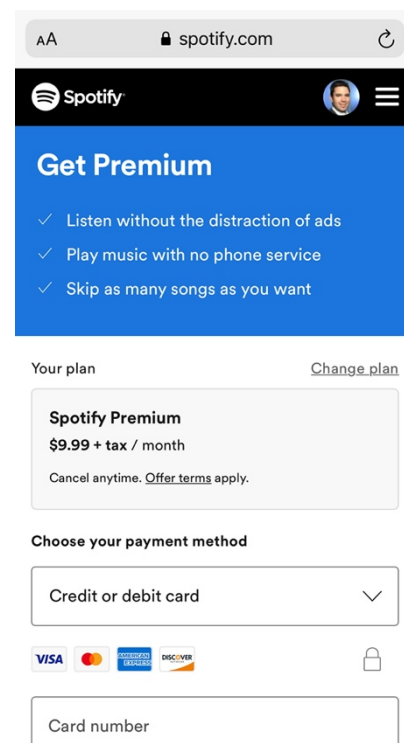 AA spotify.com
Spotify
Get Premium
Listen without the distraction of ads
Play music with no phone service
Skip as many songs as you want
Your plan Change plan
Spotify Premium
$9.99 + tax / month
Cancel anytime. Offer terms apply.
Choose your payment method
Credit or debit card
VISA AMERICAN EXPRESS DISCOVER
Card number